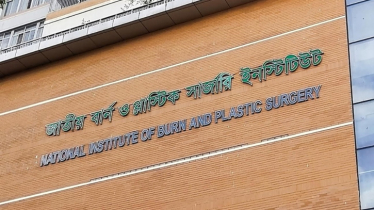 জাতীয় বার্ন ও প্লাস্টিক সার্জারি ইনস্টিটিউট
NATIONAL INSTITUTE OF BURN AND PLASTIC SURGERY